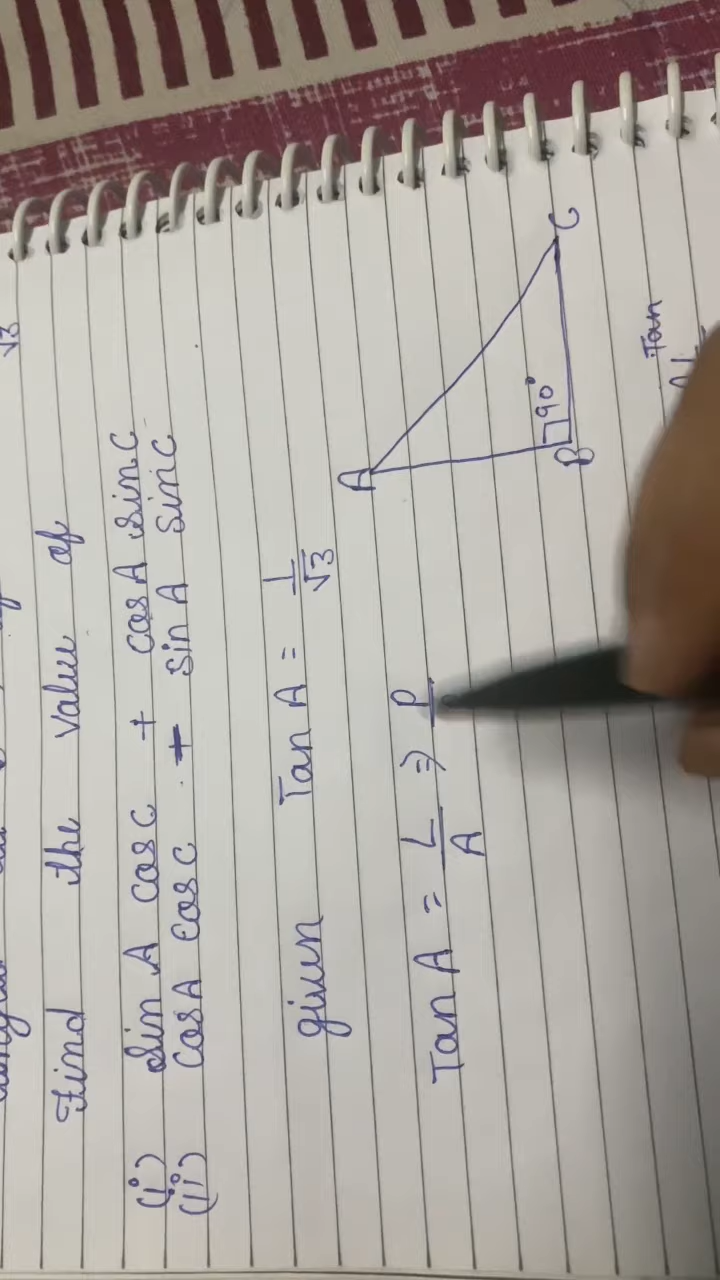 √3
Find the value of
(i) sin A cos C + cos A sin C
(ii) cos A cos C + sin A sin C
given Tan A = 1/√3
A
B
C
90°
Tan A = L/A ⇒ P
Tan